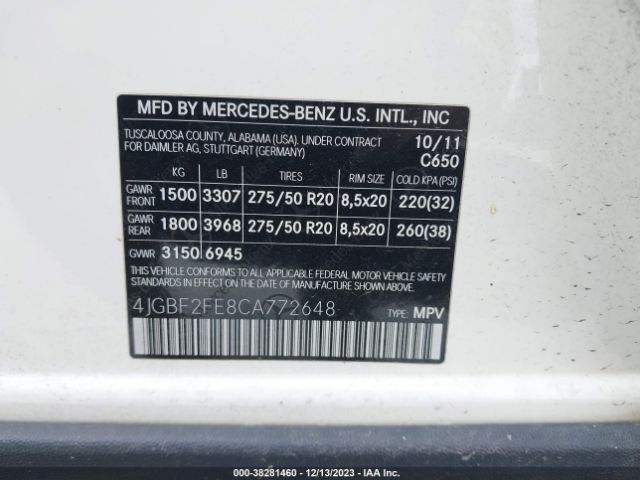 MFD BY MERCEDES-BENZ U.S. INTL., INC
TUSCALOOSA COUNTY, ALABAMA (USA). UNDER CONTRACT 10/11
FOR DAIMLER AG, STUTTGART (GERMANY) C650
KG LB TIRES RIM SIZE COLD KPA (PSI)
GAWR FRONT 1500 3307 275/50 R20 8,5x20 220(32)
GAWR REAR 1800 3968 275/50 R20 8,5x20 260(38)
GVWR 3150 6945
THIS VEHICLE CONFORMS TO ALL APPLICABLE FEDERAL MOTOR VEHICLE SAFETY
STANDARDS IN EFFECT ON THE DATE OF MANUFACTURE SHOWN ABOVE.
4JGBF2FE8CA772648 TYPE: MPV
000-38281460 - 12/13/2023 - IAA Inc.